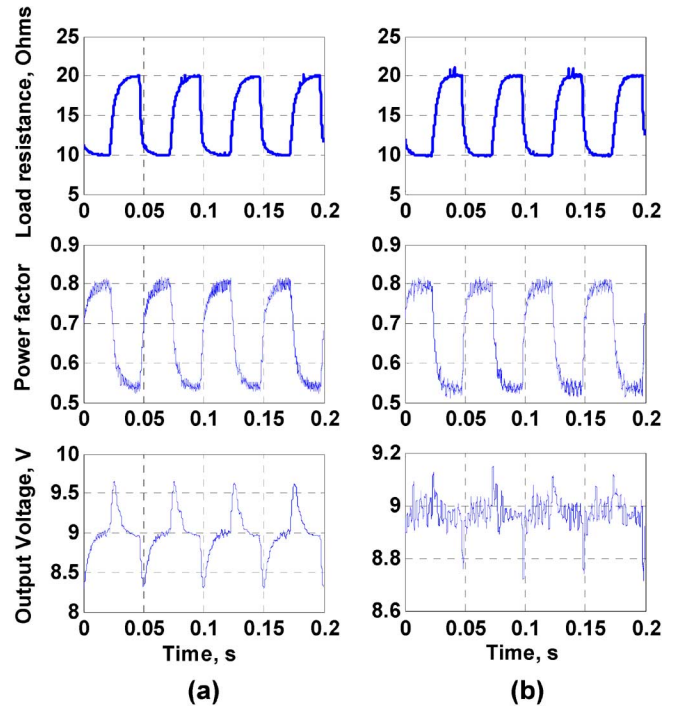 Load resistance, Ohms
25
20
15
10
5
0 0.05 0.1 0.15 0.2
25
20
15
10
5
0 0.05 0.1 0.15 0.2
Power factor
0.9
0.8
0.7
0.6
0.5
0 0.05 0.1 0.15 0.2
0.9
0.8
0.7
0.6
0.5
0 0.05 0.1 0.15 0.2
Output Voltage, V
10
9.5
9
8.5
8
0 0.05 0.1 0.15 0.2
Time, s
(a)
9.2
9
8.8
8.6
0 0.05 0.1 0.15 0.2
Time, s
(b)